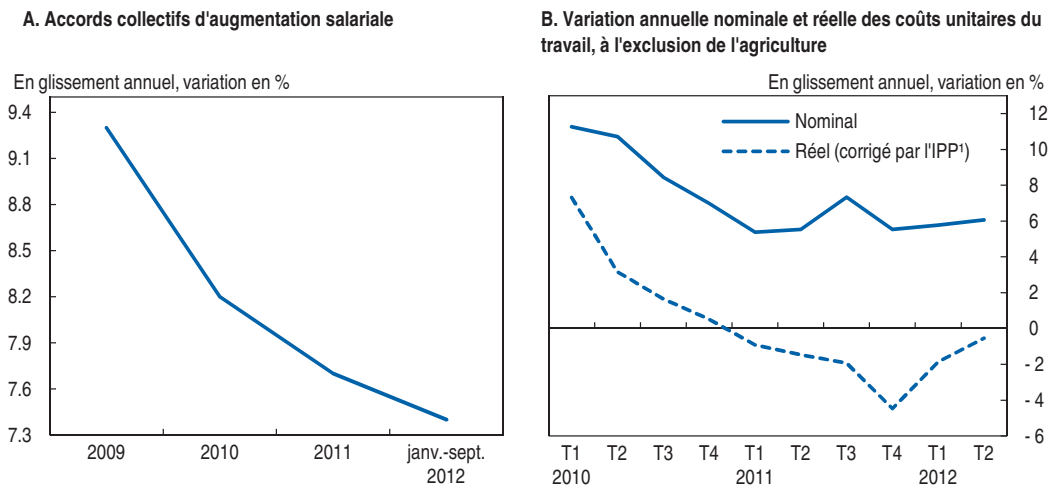 A. Accords collectifs d'augmentation salariale
En glissement annuel, variation en %
9.4
9.1
8.8
8.5
8.2
7.9
7.6
7.3
2009
2010
2011
janv.-sept.
2012
B. Variation annuelle nominale et réelle des coûts unitaires du
travail, à l'exclusion de l'agriculture
En glissement annuel, variation en %
Nominal
Réel (corrigé par l'IPP¹)
12
10
8
6
4
2
0
- 2
- 4
- 6
T1 T2 T3 T4 T1 T2 T3 T4 T1 T2
2010 2011 2012